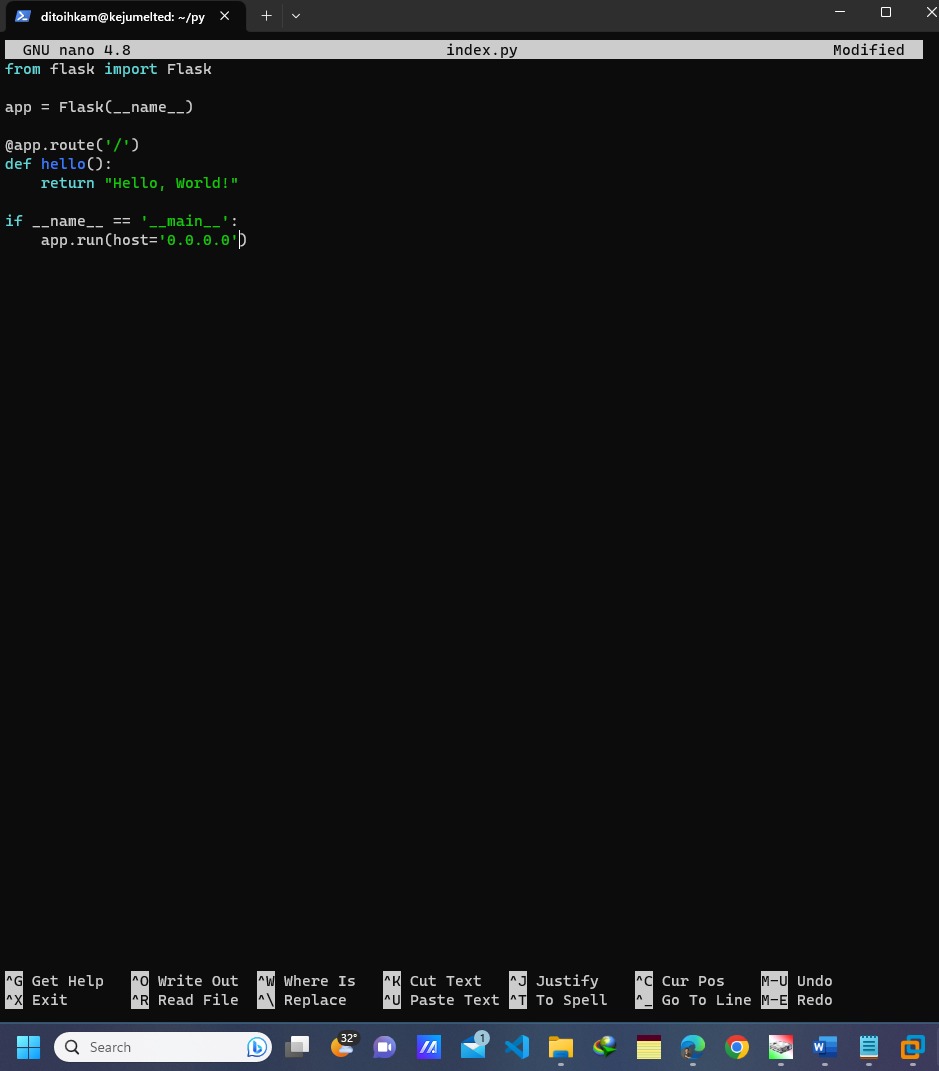 ditoihkam@kejumelted: ~/py
GNU nano 4.8 index.py Modified
from flask import Flask
app = Flask(__name__)
@app.route('/')
def hello():
    return "Hello, World!"
if __name__ == '__main__':
    app.run(host='0.0.0.0')
^G Get Help ^O Write Out ^W Where Is ^K Cut Text ^J Justify ^C Cur Pos M-U Undo
^X Exit ^R Read File ^\ Replace ^U Paste Text ^T To Spell ^_ Go To Line M-E Redo
Search 32° 1